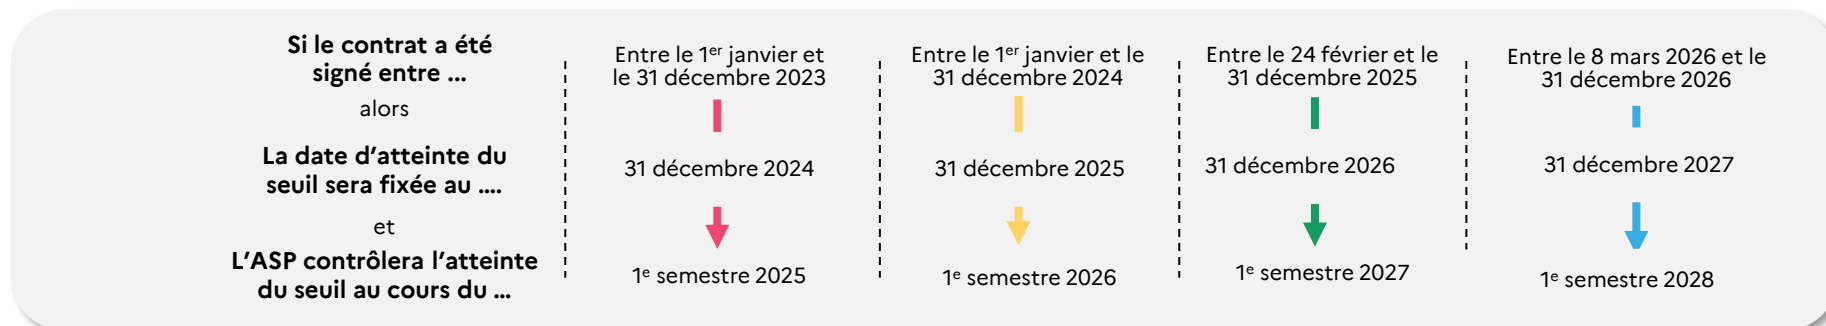 Si le contrat a été
signé entre ...
alors
La date d’atteinte du
seuil sera fixée au ....
et
L’ASP contrôlera l’atteinte
du seuil au cours du ...
Entre le 1er janvier et
le 31 décembre 2023
31 décembre 2024
1e semestre 2025
Entre le 1er janvier et le
31 décembre 2024
31 décembre 2025
1e semestre 2026
Entre le 24 février et le
31 décembre 2025
31 décembre 2026
1e semestre 2027
Entre le 8 mars 2026 et le
31 décembre 2026
31 décembre 2027
1e semestre 2028